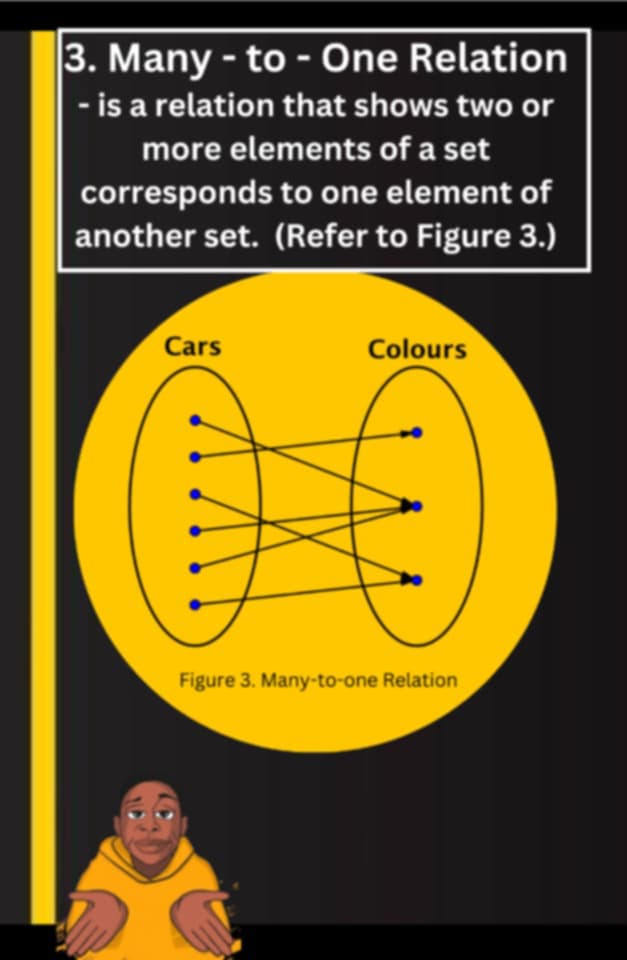 3. Many - to - One Relation
- is a relation that shows two or
more elements of a set
corresponds to one element of
another set. (Refer to Figure 3.)
Cars
Colours
Figure 3. Many-to-one Relation